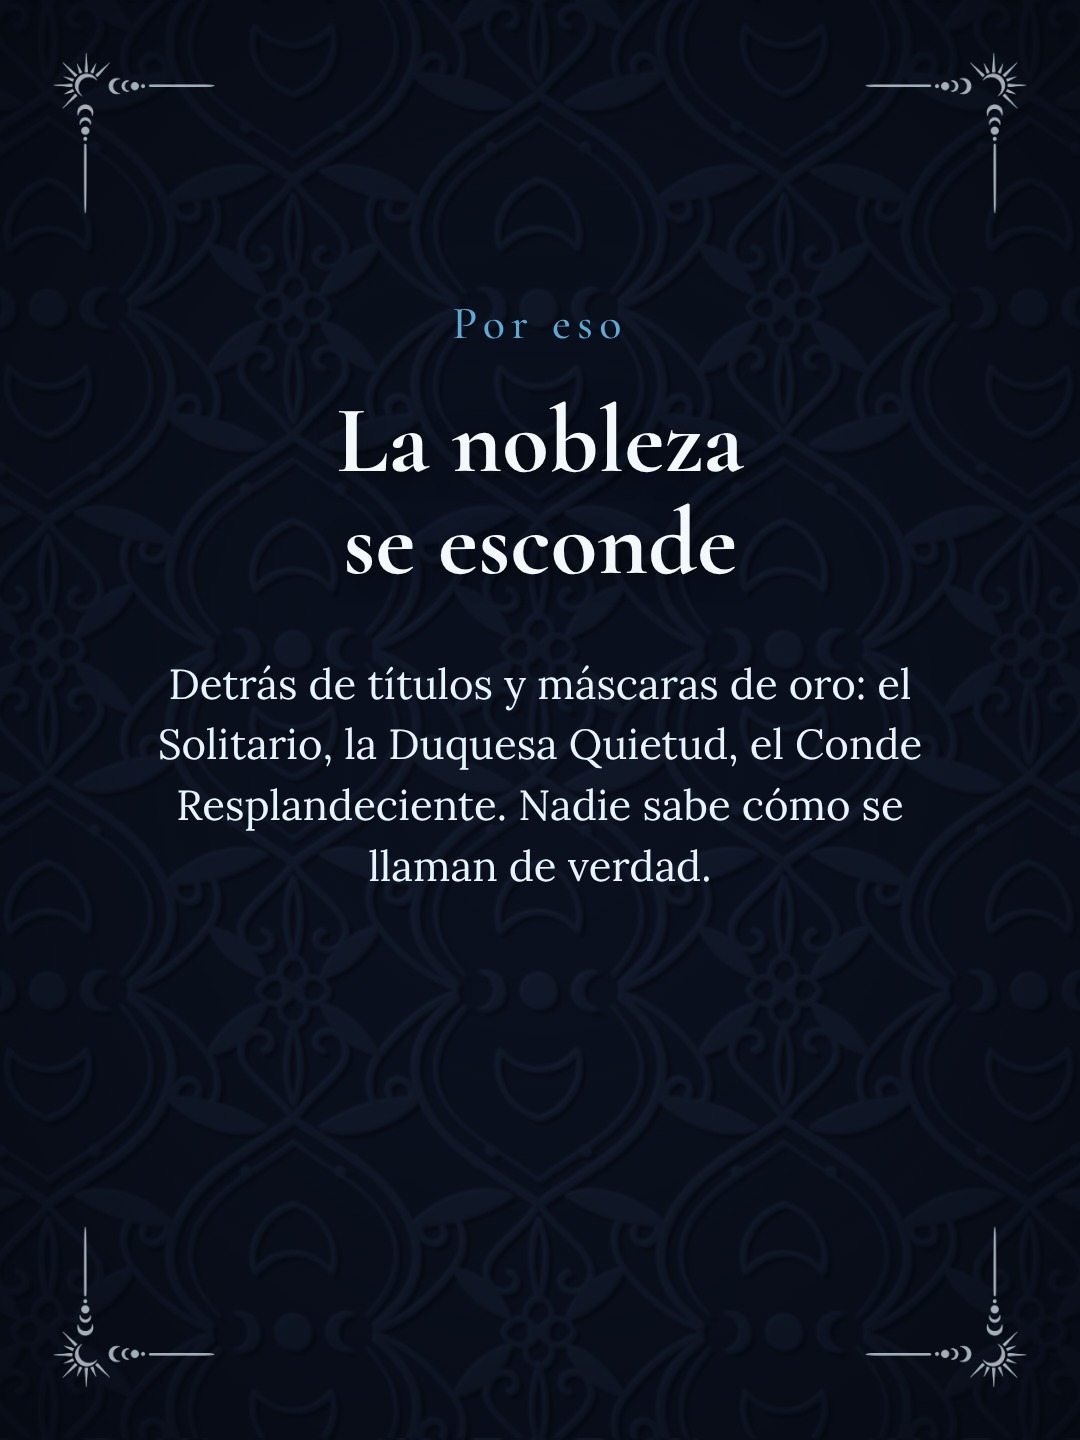 Por eso
La nobleza
se esconde
Detrás de títulos y máscaras de oro: el
Solitario, la Duquesa Quietud, el Conde
Resplandeciente. Nadie sabe cómo se
llaman de verdad.